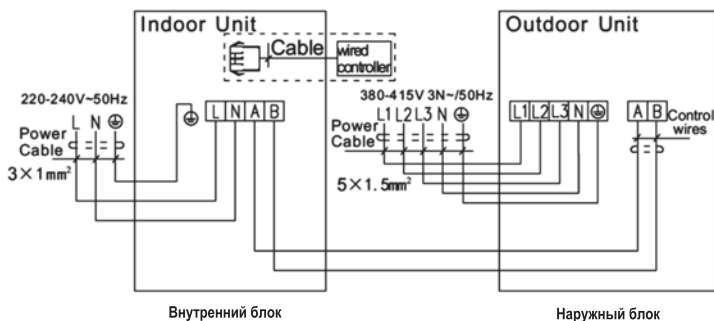 Indoor Unit
Cable
wired
controller
220-240V~50Hz
L N
Power
Cable
3×1mm²
L N A B
Outdoor Unit
380-415V 3N~/50Hz
L1 L2 L3 N
Power
Cable
5×1.5mm²
L1 L2 L3 N
A B
Control
wires
Внутренний блок
Наружный блок